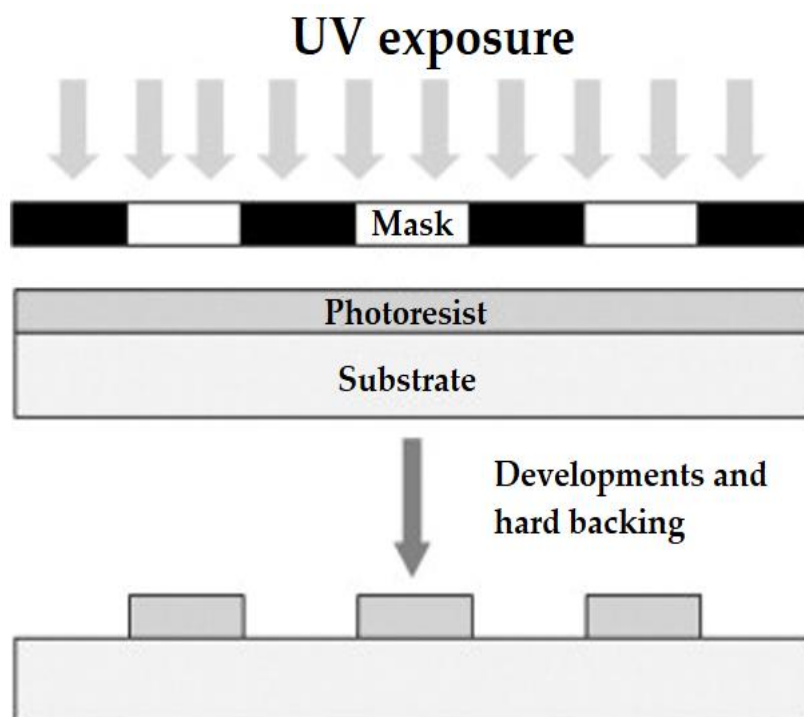 UV exposure
Mask
Photoresist
Substrate
Developments and
hard backing